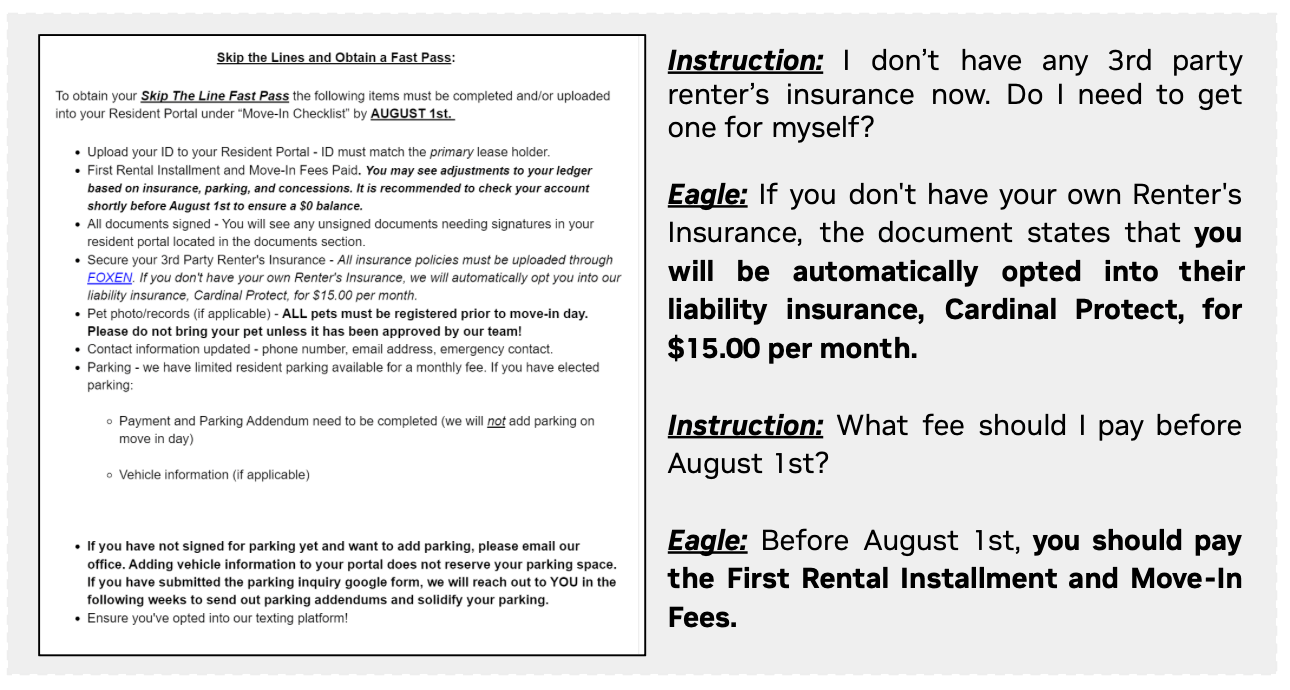 Skip the Lines and Obtain a Fast Pass:
To obtain your Skip The Line Fast Pass the following items must be completed and/or uploaded
into your Resident Portal under “Move-In Checklist” by AUGUST 1st.
• Upload your ID to your Resident Portal - ID must match the primary lease holder.
• First Rental Installment and Move-In Fees Paid. You may see adjustments to your ledger
based on insurance, parking, and concessions. It is recommended to check your account
shortly before August 1st to ensure a $0 balance.
• All documents signed - You will see any unsigned documents needing signatures in your
resident portal located in the documents section.
• Secure your 3rd Party Renter's Insurance - All insurance policies must be uploaded through
FOXEN. If you don't have your own Renter's Insurance, we will automatically opt you into our
liability insurance, Cardinal Protect, for $15.00 per month.
• Pet photo/records (if applicable) - ALL pets must be registered prior to move-in day.
Please do not bring your pet unless it has been approved by our team!
• Contact information updated - phone number, email address, emergency contact.
• Parking - we have limited resident parking available for a monthly fee. If you have elected
parking:
◦ Payment and Parking Addendum need to be completed (we will not add parking on
move in day)
◦ Vehicle information (if applicable)
• If you have not signed for parking yet and want to add parking, please email our
office. Adding vehicle information to your portal does not reserve your parking space.
If you have submitted the parking inquiry google form, we will reach out to YOU in the
following weeks to send out parking addendums and solidify your parking.
• Ensure you've opted into our texting platform!
Instruction: I don’t have any 3rd party
renter’s insurance now. Do I need to get
one for myself?
Eagle: If you don't have your own Renter's
Insurance, the document states that you
will be automatically opted into their
liability insurance, Cardinal Protect, for
$15.00 per month.
Instruction: What fee should I pay before
August 1st?
Eagle: Before August 1st, you should pay
the First Rental Installment and Move-In
Fees.